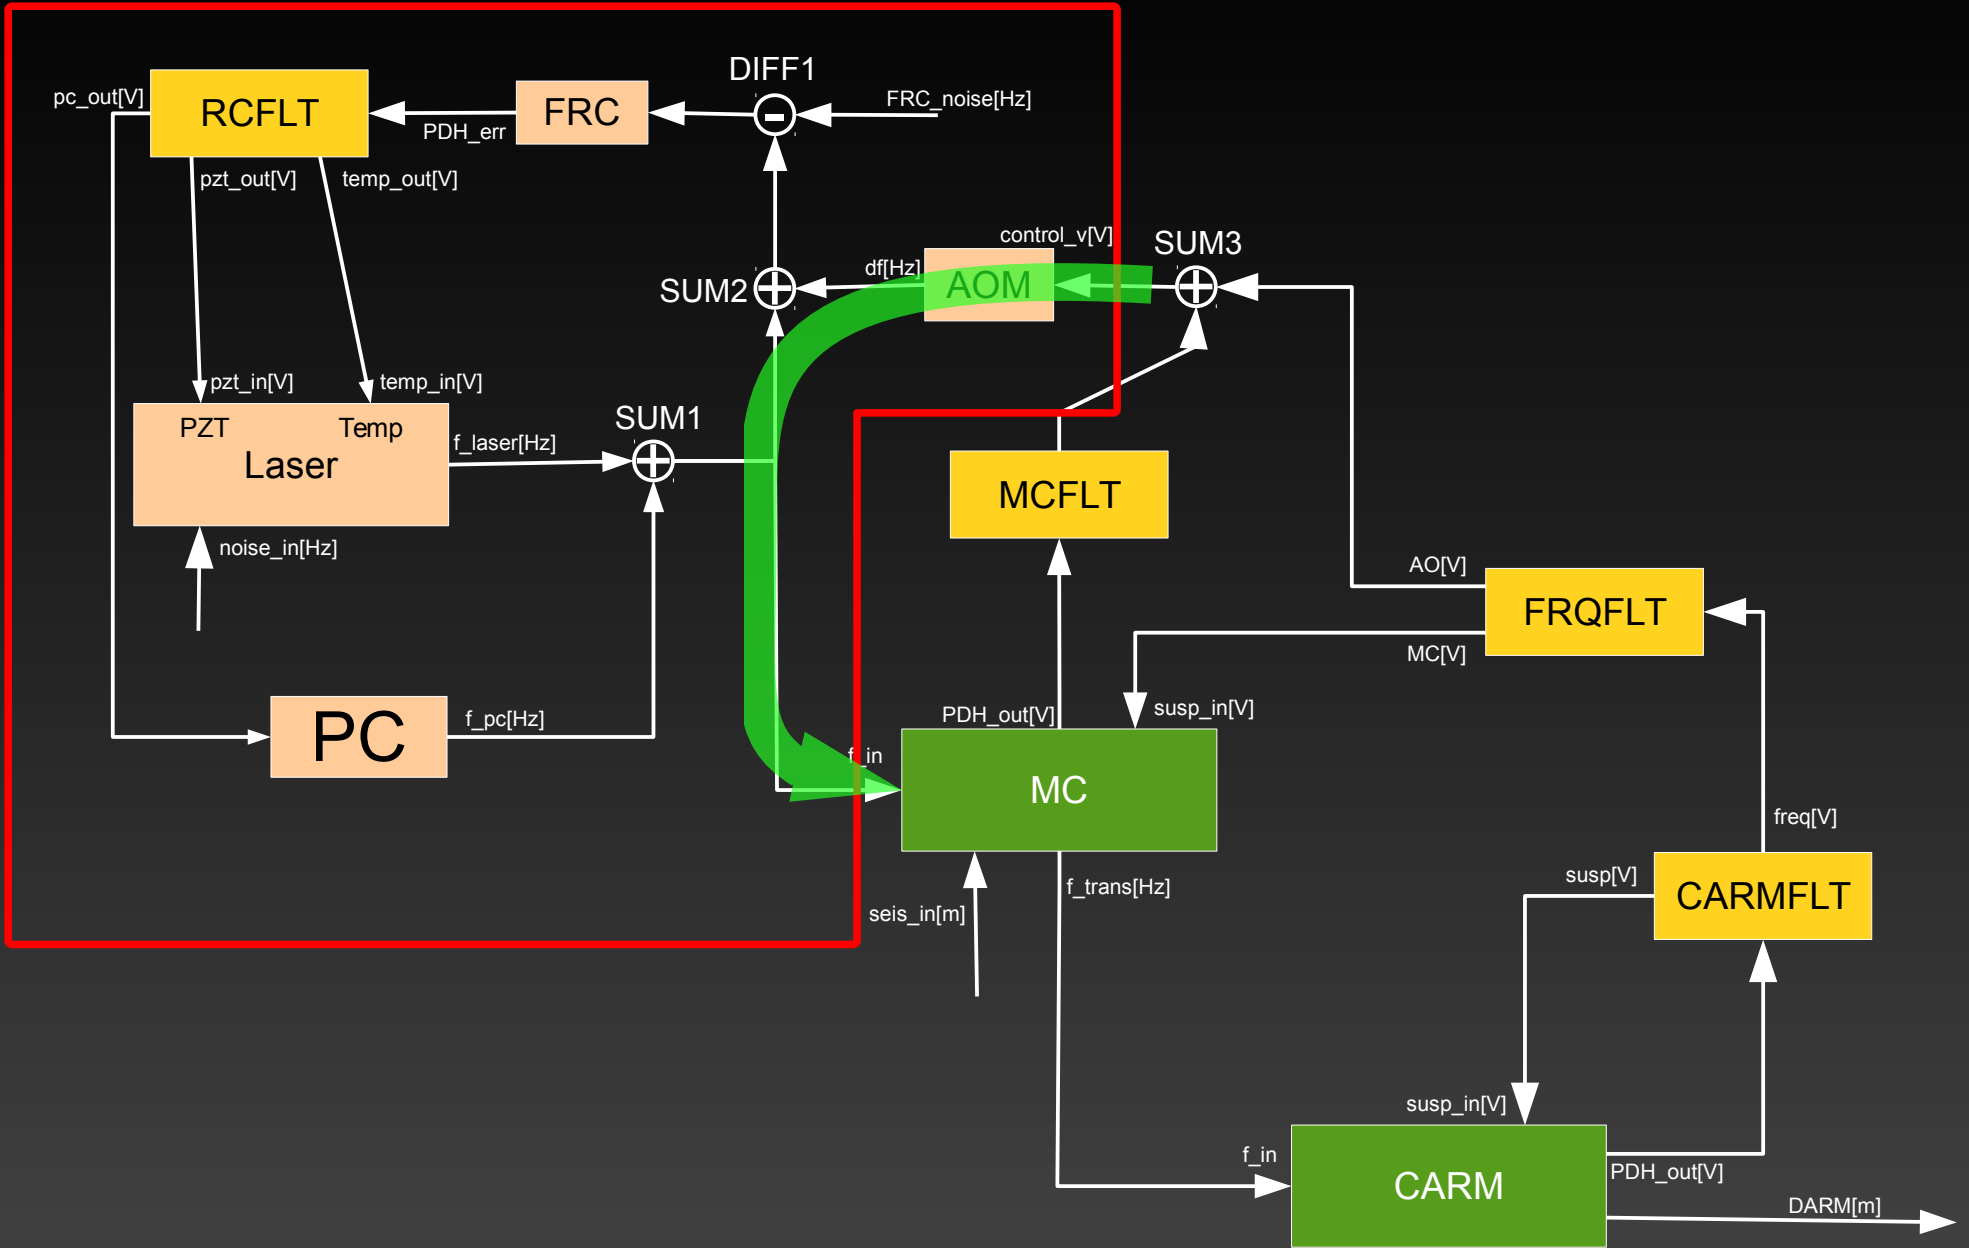 DIFF1
pc_out[V]
RCFLT
FRC
FRC_noise[Hz]
PDH_err
pzt_out[V]
temp_out[V]
control_v[V]
SUM3
df[Hz]
SUM2
AOM
pzt_in[V]
temp_in[V]
PZT
Temp
Laser
f_laser[Hz]
SUM1
MCFLT
noise_in[Hz]
AO[V]
FRQFLT
MC[V]
PC
f_pc[Hz]
PDH_out[V]
susp_in[V]
f_in
MC
freq[V]
f_trans[Hz]
susp[V]
CARMFLT
seis_in[m]
susp_in[V]
f_in
CARM
PDH_out[V]
DARM[m]